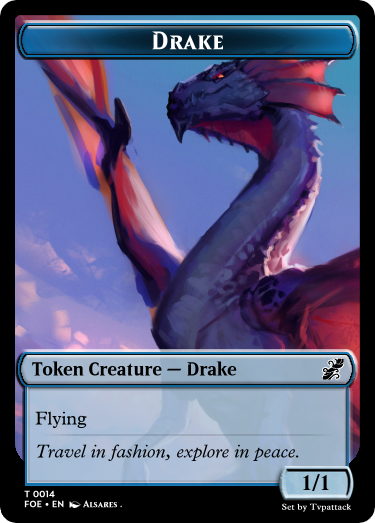 Drake
Token Creature — Drake
Flying
Travel in fashion, explore in peace.
1/1
T 0014
FOE • EN Alsares .
Set by Tvpattack